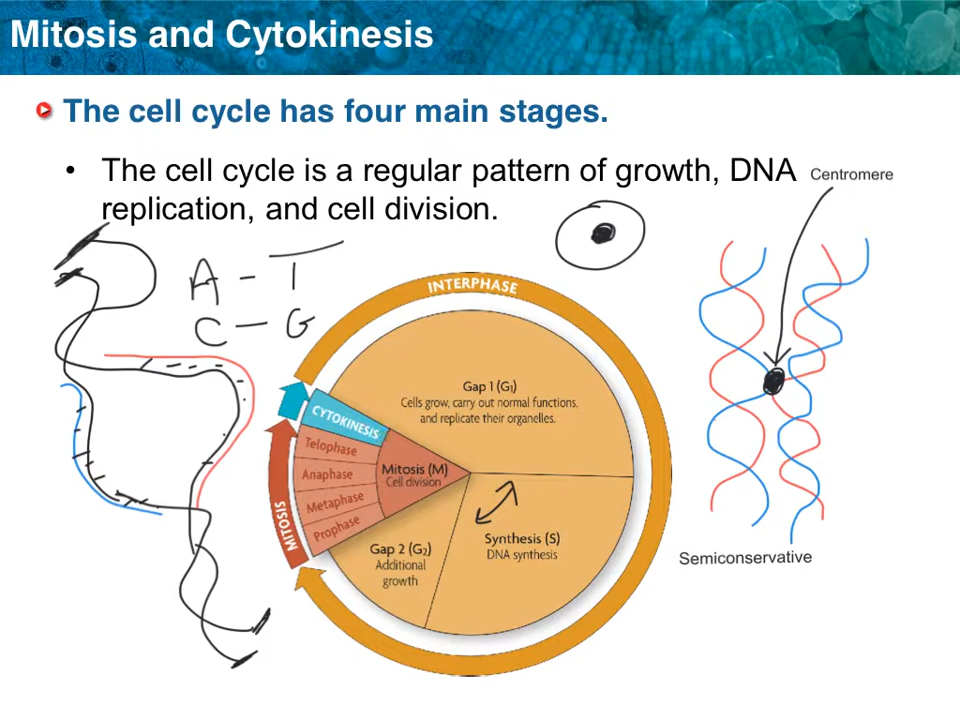 Mitosis and Cytokinesis
The cell cycle has four main stages.
• The cell cycle is a regular pattern of growth, DNA
replication, and cell division.
Centromere
A - T
C - G
INTERPHASE
Gap 1 (G₁)
Cells grow, carry out normal functions,
and replicate their organelles.
CYTOKINESIS
Telophase
Anaphase
Metaphase
Prophase
MITOSIS
Mitosis (M)
Cell division
Gap 2 (G₂)
Additional
growth
Synthesis (S)
DNA synthesis
Semiconservative